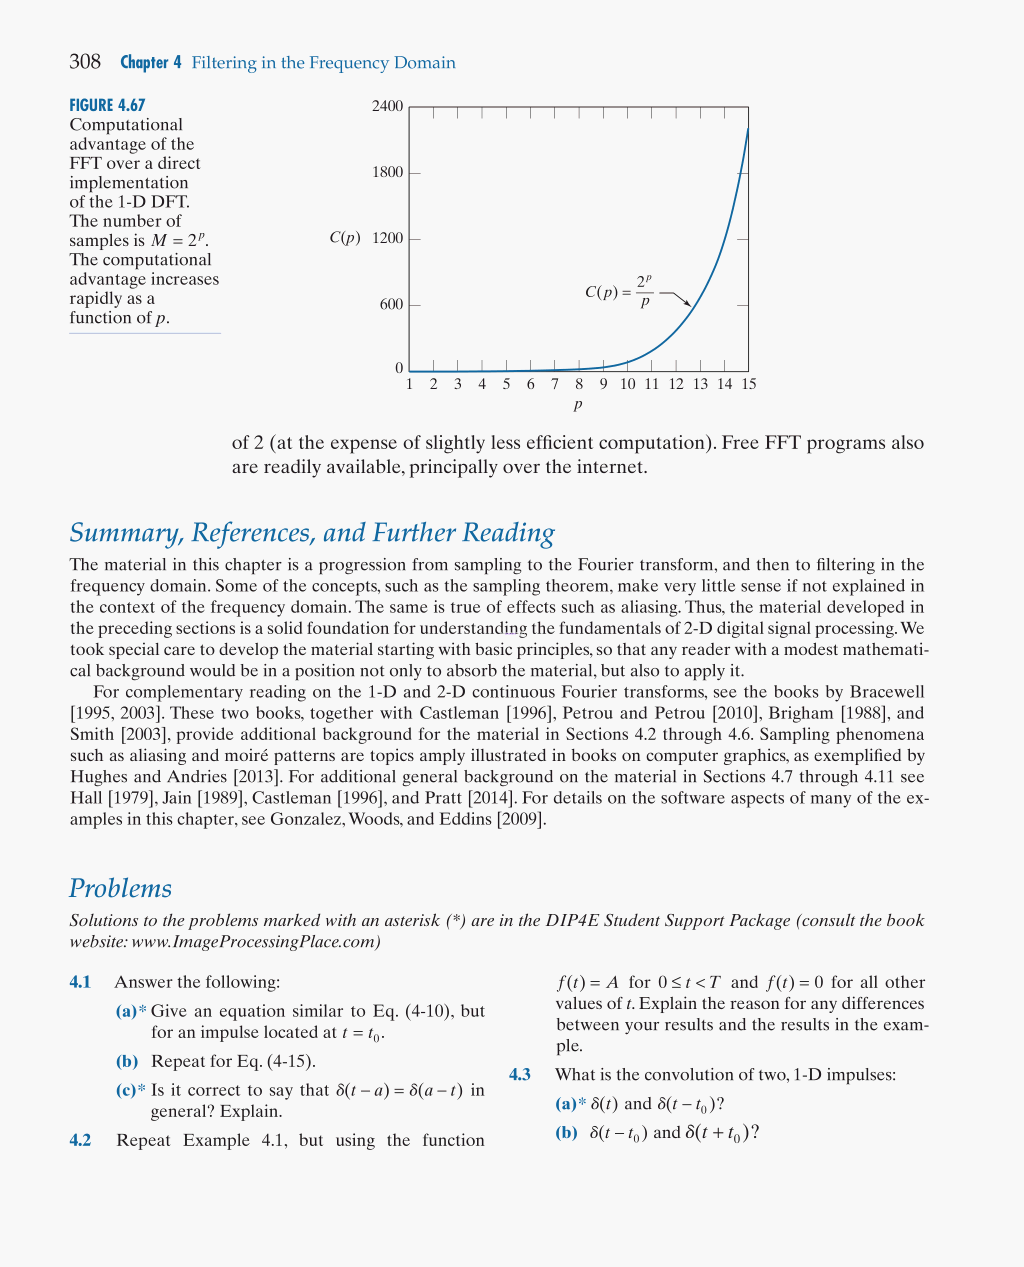 308 Chapter 4 Filtering in the Frequency Domain
FIGURE 4.67
Computational
advantage of the
FFT over a direct
implementation
of the 1-D DFT.
The number of
samples is M = 2^p.
The computational
advantage increases
rapidly as a
function of p.
2400
1800
C(p) 1200
C(p) = 2^p / p
600
0
1 2 3 4 5 6 7 8 9 10 11 12 13 14 15
p
of 2 (at the expense of slightly less efficient computation). Free FFT programs also
are readily available, principally over the internet.
Summary, References, and Further Reading
The material in this chapter is a progression from sampling to the Fourier transform, and then to filtering in the
frequency domain. Some of the concepts, such as the sampling theorem, make very little sense if not explained in
the context of the frequency domain. The same is true of effects such as aliasing. Thus, the material developed in
the preceding sections is a solid foundation for understanding the fundamentals of 2-D digital signal processing. We
took special care to develop the material starting with basic principles, so that any reader with a modest mathemati-
cal background would be in a position not only to absorb the material, but also to apply it.
For complementary reading on the 1-D and 2-D continuous Fourier transforms, see the books by Bracewell
[1995, 2003]. These two books, together with Castleman [1996], Petrou and Petrou [2010], Brigham [1988], and
Smith [2003], provide additional background for the material in Sections 4.2 through 4.6. Sampling phenomena
such as aliasing and moiré patterns are topics amply illustrated in books on computer graphics, as exemplified by
Hughes and Andries [2013]. For additional general background on the material in Sections 4.7 through 4.11 see
Hall [1979], Jain [1989], Castleman [1996], and Pratt [2014]. For details on the software aspects of many of the ex-
amples in this chapter, see Gonzalez, Woods, and Eddins [2009].
Problems
Solutions to the problems marked with an asterisk (*) are in the DIP4E Student Support Package (consult the book
website: www.ImageProcessingPlace.com)
4.1 Answer the following:
(a)* Give an equation similar to Eq. (4-10), but
for an impulse located at t = t₀.
(b) Repeat for Eq. (4-15).
(c)* Is it correct to say that δ(t − a) = δ(a − t) in
general? Explain.
4.2 Repeat Example 4.1, but using the function
f(t) = A for 0 ≤ t < T and f(t) = 0 for all other
values of t. Explain the reason for any differences
between your results and the results in the exam-
ple.
4.3 What is the convolution of two, 1-D impulses:
(a)* δ(t) and δ(t − t₀)?
(b) δ(t − t₀) and δ(t + t₀)?